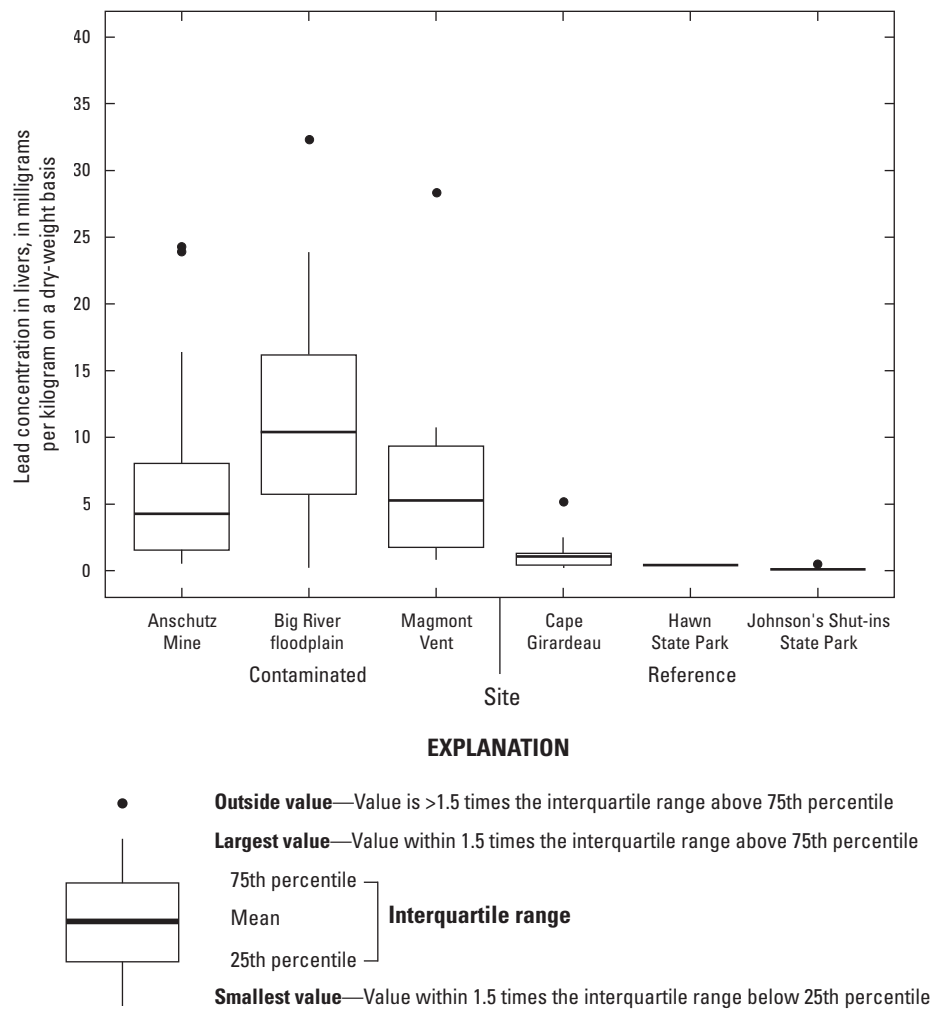 Lead concentration in livers, in milligrams
per kilogram on a dry-weight basis
40
35
30
25
20
15
10
5
0
Anschutz
Mine
Big River
floodplain
Magmont
Vent
Cape
Girardeau
Hawn
State Park
Johnson's Shut-ins
State Park
Contaminated
Reference
Site
EXPLANATION
Outside value—Value is >1.5 times the interquartile range above 75th percentile
Largest value—Value within 1.5 times the interquartile range above 75th percentile
75th percentile
Mean
Interquartile range
25th percentile
Smallest value—Value within 1.5 times the interquartile range below 25th percentile